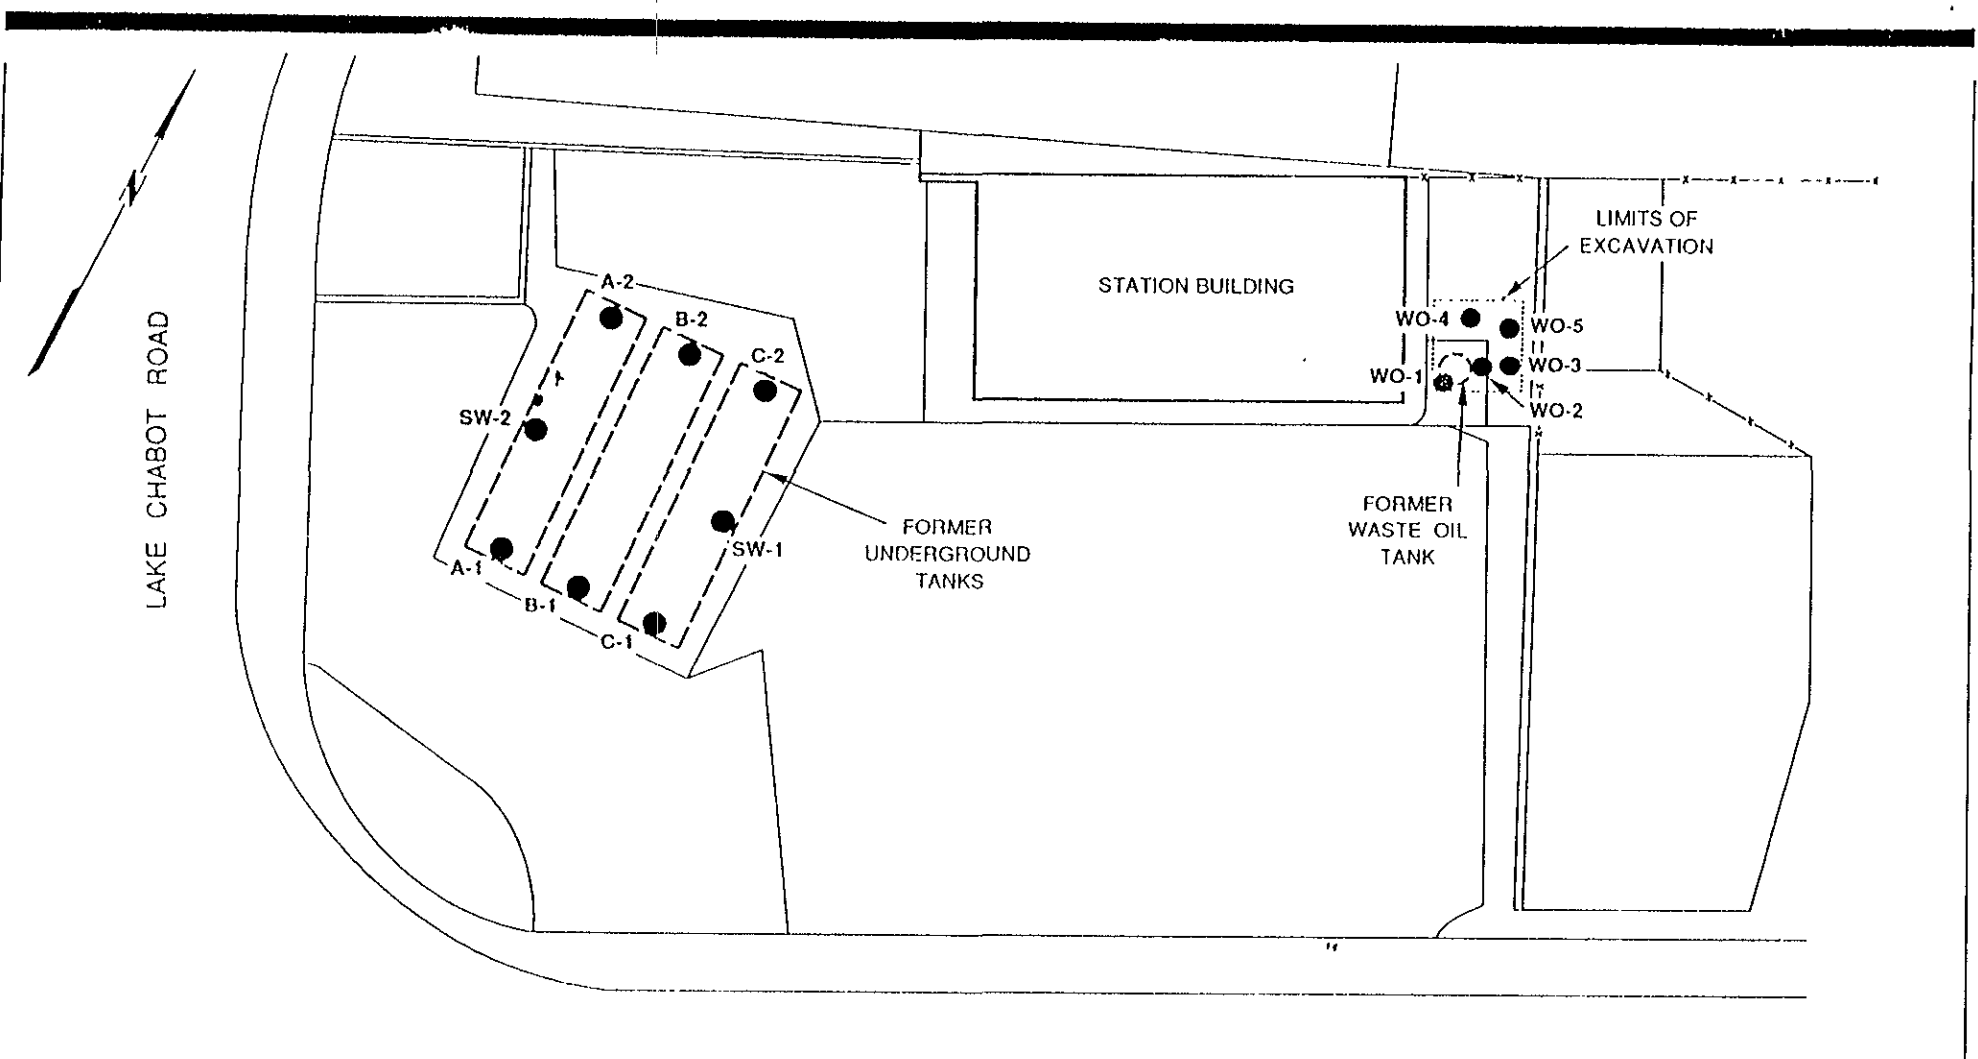 N
LAKE CHABOT ROAD
A-2
B-2
C-2
SW-2
A-1
B-1
C-1
SW-1
FORMER
UNDERGROUND
TANKS
STATION BUILDING
LIMITS OF
EXCAVATION
WO-4
WO-5
WO-1
WO-3
WO-2
FORMER
WASTE OIL
TANK